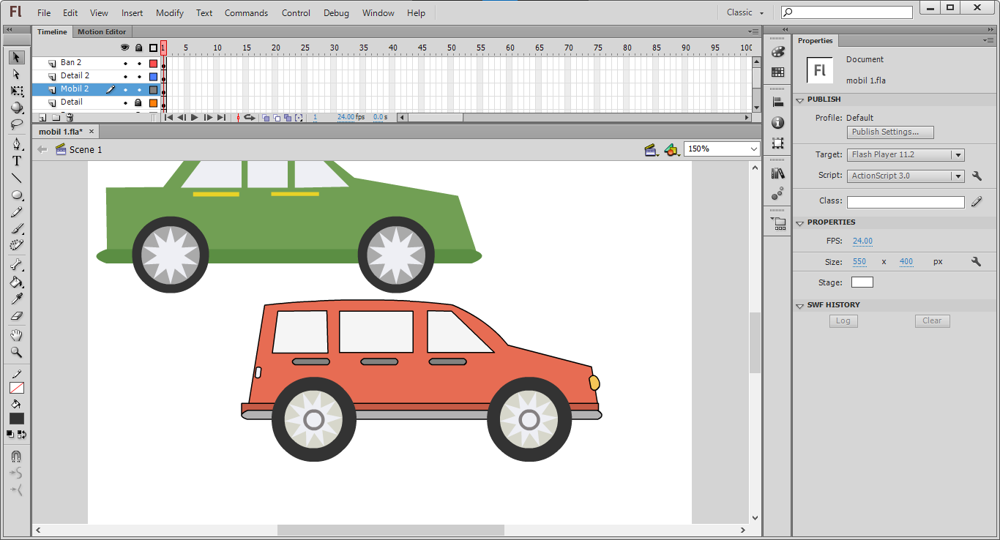 Fl File Edit View Insert Modify Text Commands Control Debug Window Help Classic
Timeline Motion Editor
1 5 10 15 20 25 30 35 40 45 50 55 60 65 70 75 80 85 90 95 100
Ban 2
Detail 2
Mobil 2
Detail
1 24.00 fps 0.0 s
mobil 1.fla* ×
Scene 1 150%
Properties
Fl Document
mobil 1.fla
PUBLISH
Profile: Default
Publish Settings...
Target: Flash Player 11.2
Script: ActionScript 3.0
Class:
PROPERTIES
FPS: 24.00
Size: 550 x 400 px
Stage:
SWF HISTORY
Log Clear